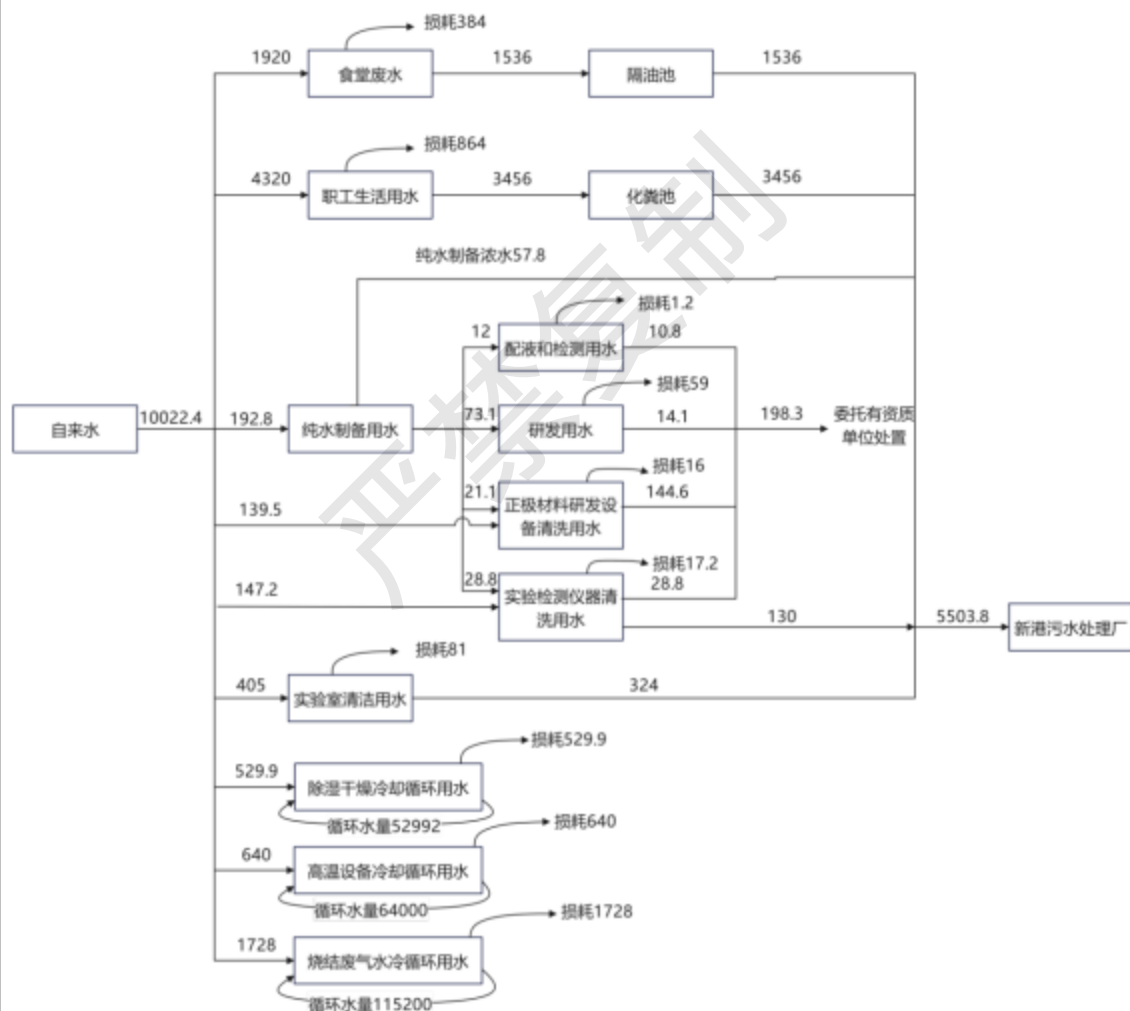 损耗384
1920
食堂废水
1536
隔油池
1536
损耗864
4320
职工生活用水
3456
化粪池
3456
纯水制备浓水57.8
损耗1.2
12
配液和检测用水
10.8
损耗59
自来水
10022.4
192.8
纯水制备用水
73.1
研发用水
14.1
198.3
委托有资质
单位处置
损耗16
21.1
正极材料研发设
备清洗用水
144.6
139.5
损耗17.2
28.8
实验检测仪器清
洗用水
28.8
147.2
130
5503.8
新港污水处理厂
损耗81
405
实验室清洁用水
324
损耗529.9
529.9
除湿干燥冷却循环用水
循环水量52992
损耗640
640
高温设备冷却循环用水
循环水量64000
损耗1728
1728
烧结废气水冷循环用水
循环水量115200
严禁复制